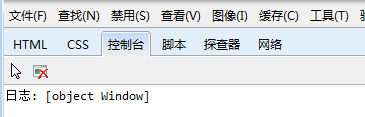 文件(F) 查找(N) 禁用(S) 查看(V) 图像(I) 缓存(C) 工具(T)
HTML CSS 控制台 脚本 探查器 网络
日志: [object Window]